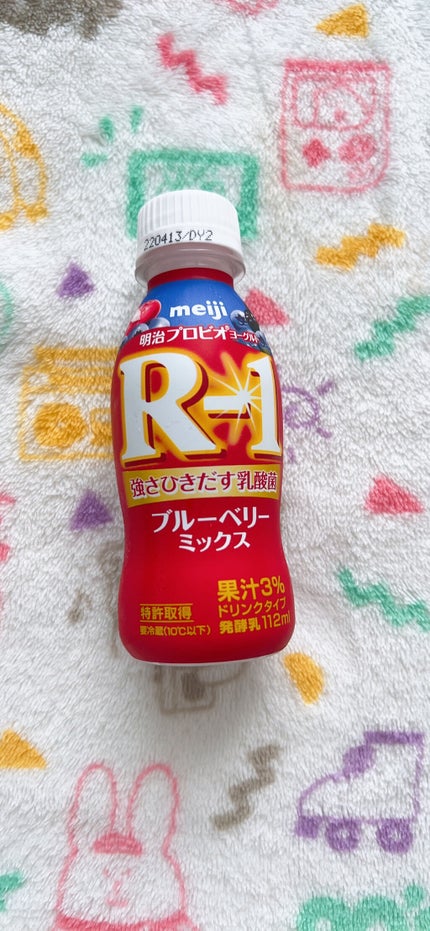 220413/DY2
meiji
明治プロビオヨーグルト
R-1
強さひきだす乳酸菌
ブルーベリー
ミックス
果汁3%
ドリンクタイプ
発酵乳112ml
特許取得
要冷蔵(10℃以下)